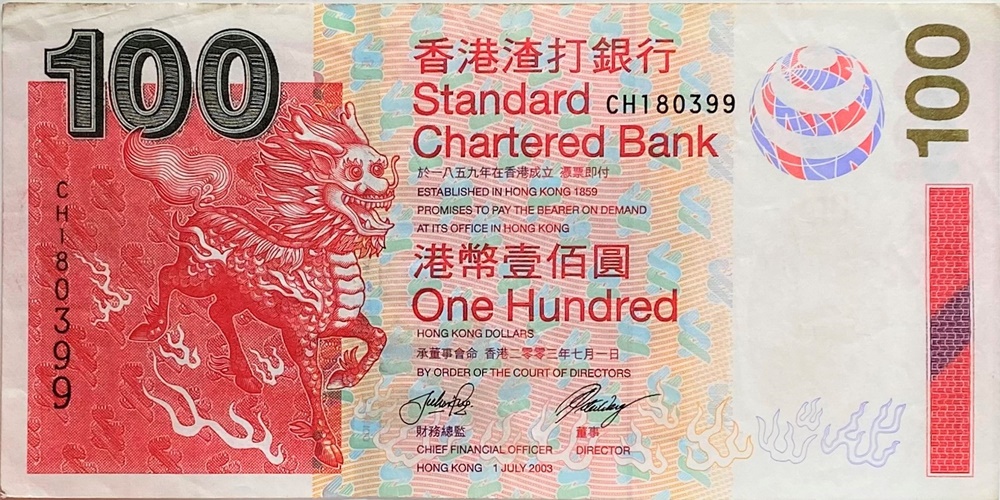 100
CH180399
香港渣打銀行
Standard
Chartered Bank
CH180399
於一八五九年在香港成立 憑票即付
ESTABLISHED IN HONG KONG 1859
PROMISES TO PAY THE BEARER ON DEMAND
AT ITS OFFICE IN HONG KONG
港幣壹佰圓
One Hundred
HONG KONG DOLLARS
承董事會命 香港二零零三年七月一日
BY ORDER OF THE COURT OF DIRECTORS
財務總監 董事
CHIEF FINANCIAL OFFICER DIRECTOR
HONG KONG 1 JULY 2003
100